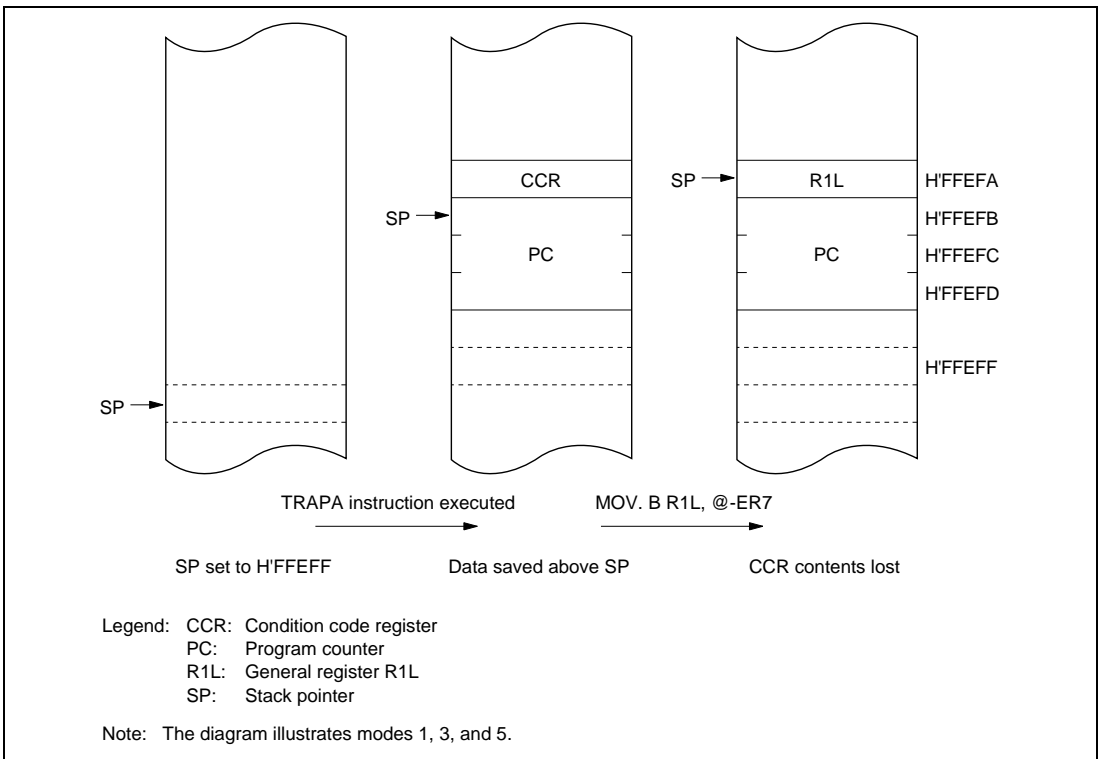 CCR
SP
R1L
H'FFEFA
SP
H'FFEFB
PC
PC
H'FFEFC
H'FFEFD
H'FFEFF
SP
TRAPA instruction executed
MOV. B R1L, @-ER7
SP set to H'FFEFF
Data saved above SP
CCR contents lost
Legend: CCR: Condition code register
PC: Program counter
R1L: General register R1L
SP: Stack pointer
Note: The diagram illustrates modes 1, 3, and 5.